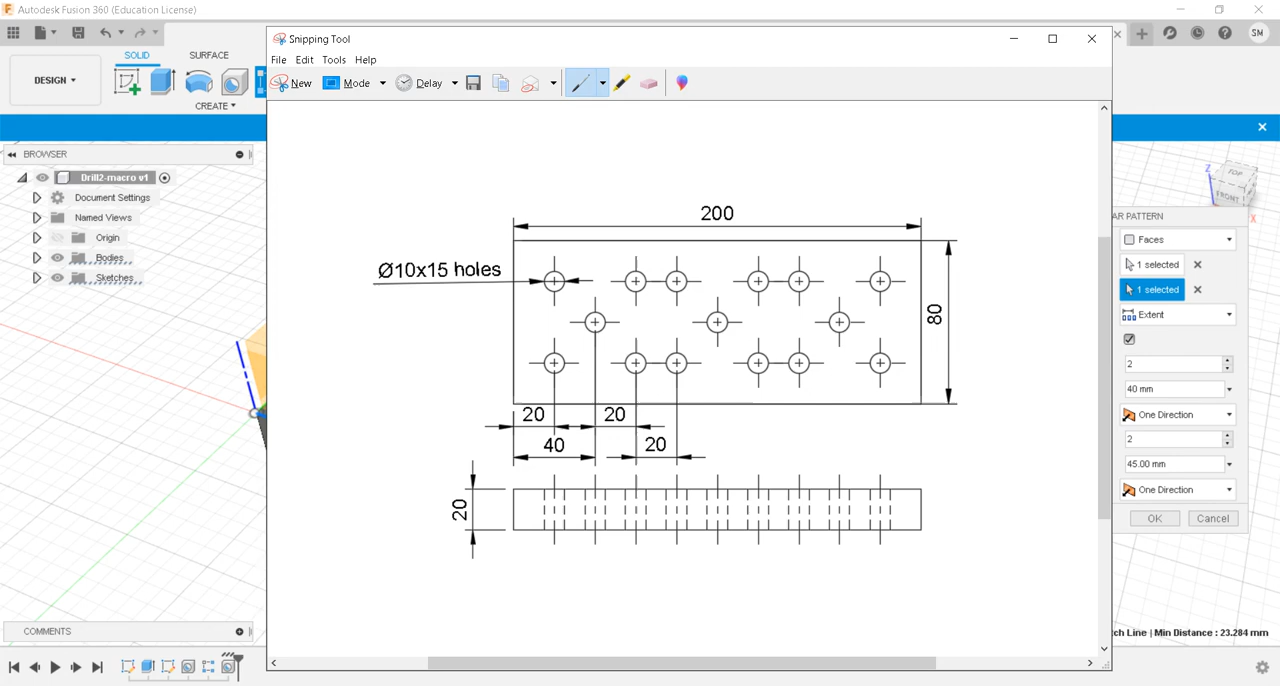 Autodesk Fusion 360 (Education License)
SM
DESIGN
SOLID
SURFACE
CREATE
Snipping Tool
File Edit Tools Help
New Mode Delay
BROWSER
Drill2-macro v1
Document Settings
Named Views
Origin
Bodies
Sketches
200
Ø10x15 holes
80
20 20
40 20
20
TOP
FRONT
Z
X
AR PATTERN
Faces
1 selected
1 selected
Extent
2
40 mm
One Direction
2
45.00 mm
One Direction
OK Cancel
COMMENTS
tch Line | Min Distance : 23.284 mm